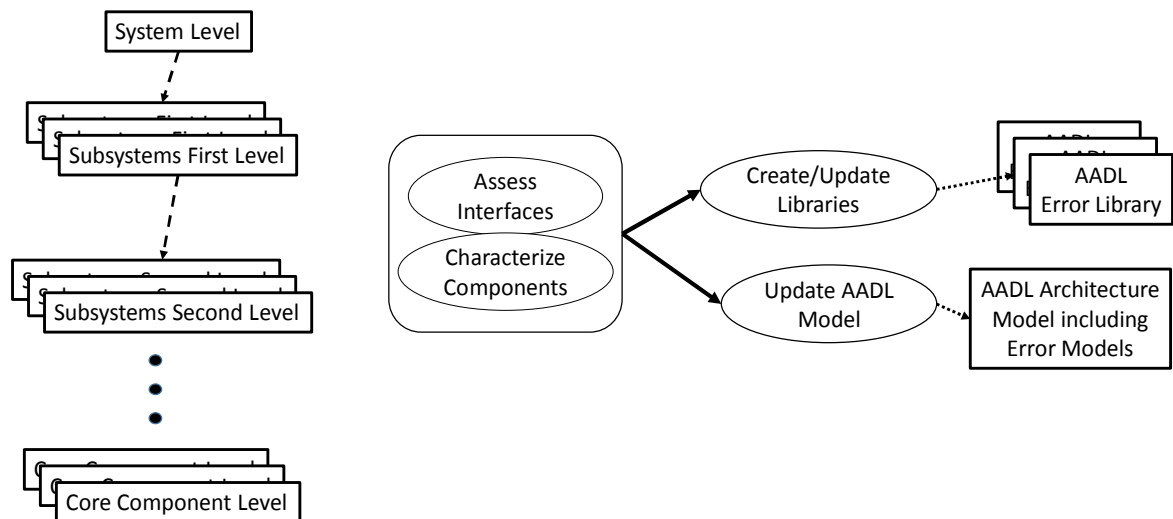 System Level
Subsystems First Level
Subsystems Second Level
Core Component Level
Assess
Interfaces
Characterize
Components
Create/Update
Libraries
Update AADL
Model
AADL
Error Library
AADL Architecture
Model including
Error Models